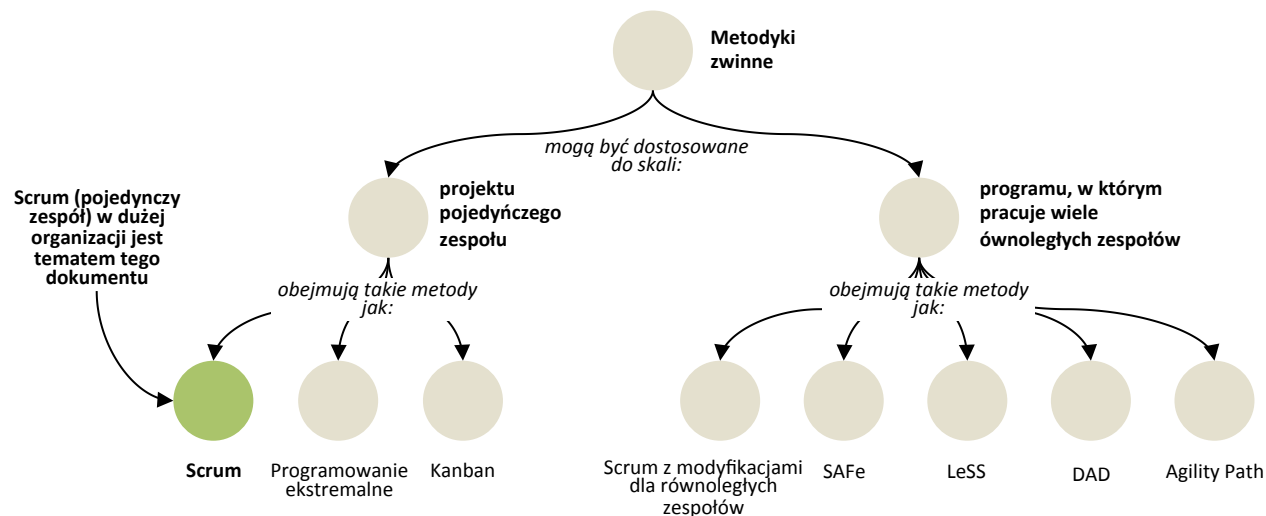 Metodyki
zwinne
mogą być dostosowane
do skali:
Scrum (pojedynczy
zespół) w dużej
organizacji jest
tematem tego
dokumentu
projektu
pojedyńczego
zespołu
programu, w którym
pracuje wiele
ównoległych zespołów
obejmują takie metody
jak:
obejmują takie metody
jak:
Scrum
Programowanie
ekstremalne
Kanban
Scrum z modyfikacjami
dla równoległych
zespołów
SAFe
LeSS
DAD
Agility Path